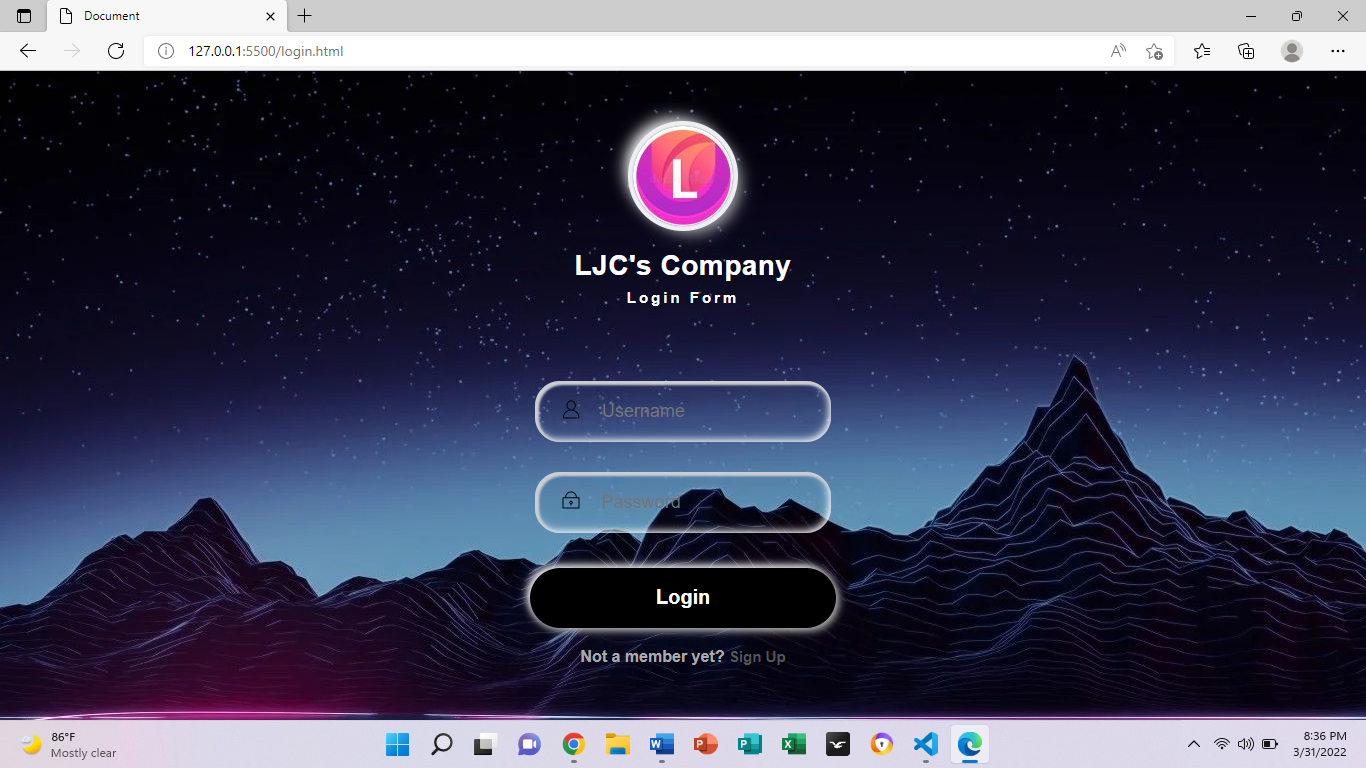 Document
127.0.0.1:5500/login.html
L
LJC's Company
Login Form
Username
Password
Login
Not a member yet? Sign Up
86°F
Mostly clear
8:36 PM
3/31/2022